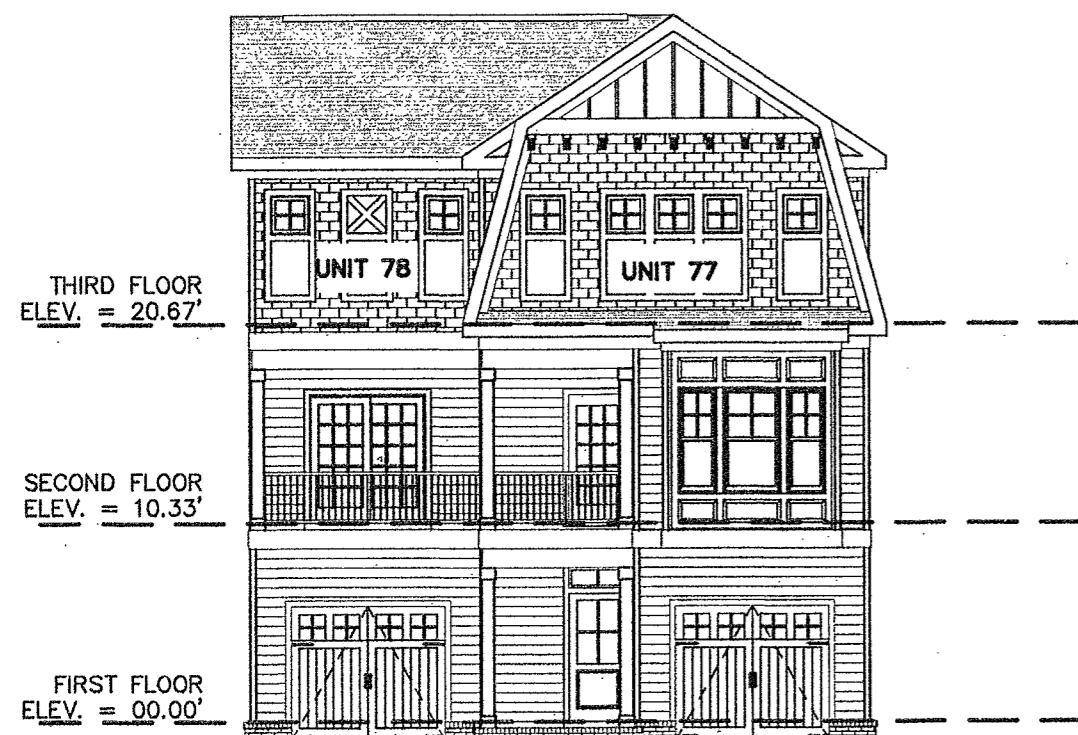 UNIT 78
UNIT 77
THIRD FLOOR
ELEV. = 20.67'
SECOND FLOOR
ELEV. = 10.33'
FIRST FLOOR
ELEV. = 00.00'